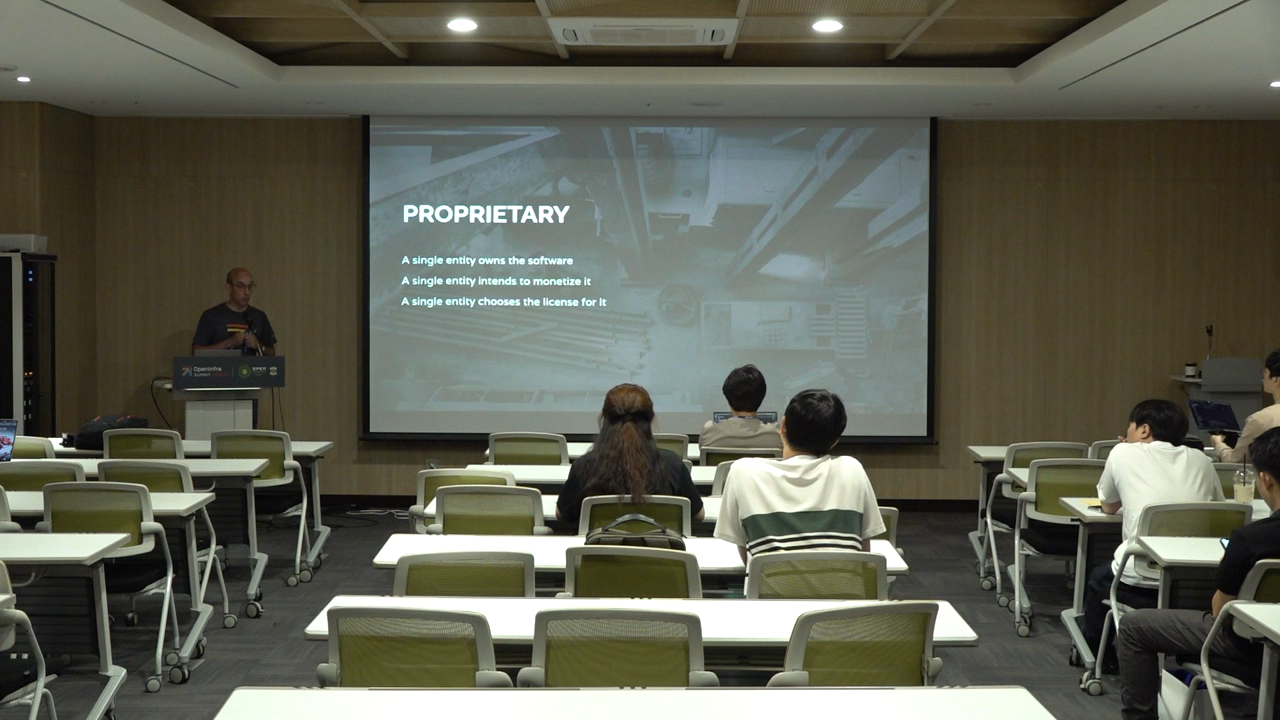 PROPRIETARY
A single entity owns the software
A single entity intends to monetize it
A single entity chooses the license for it
OpenInfra
SUMMIT